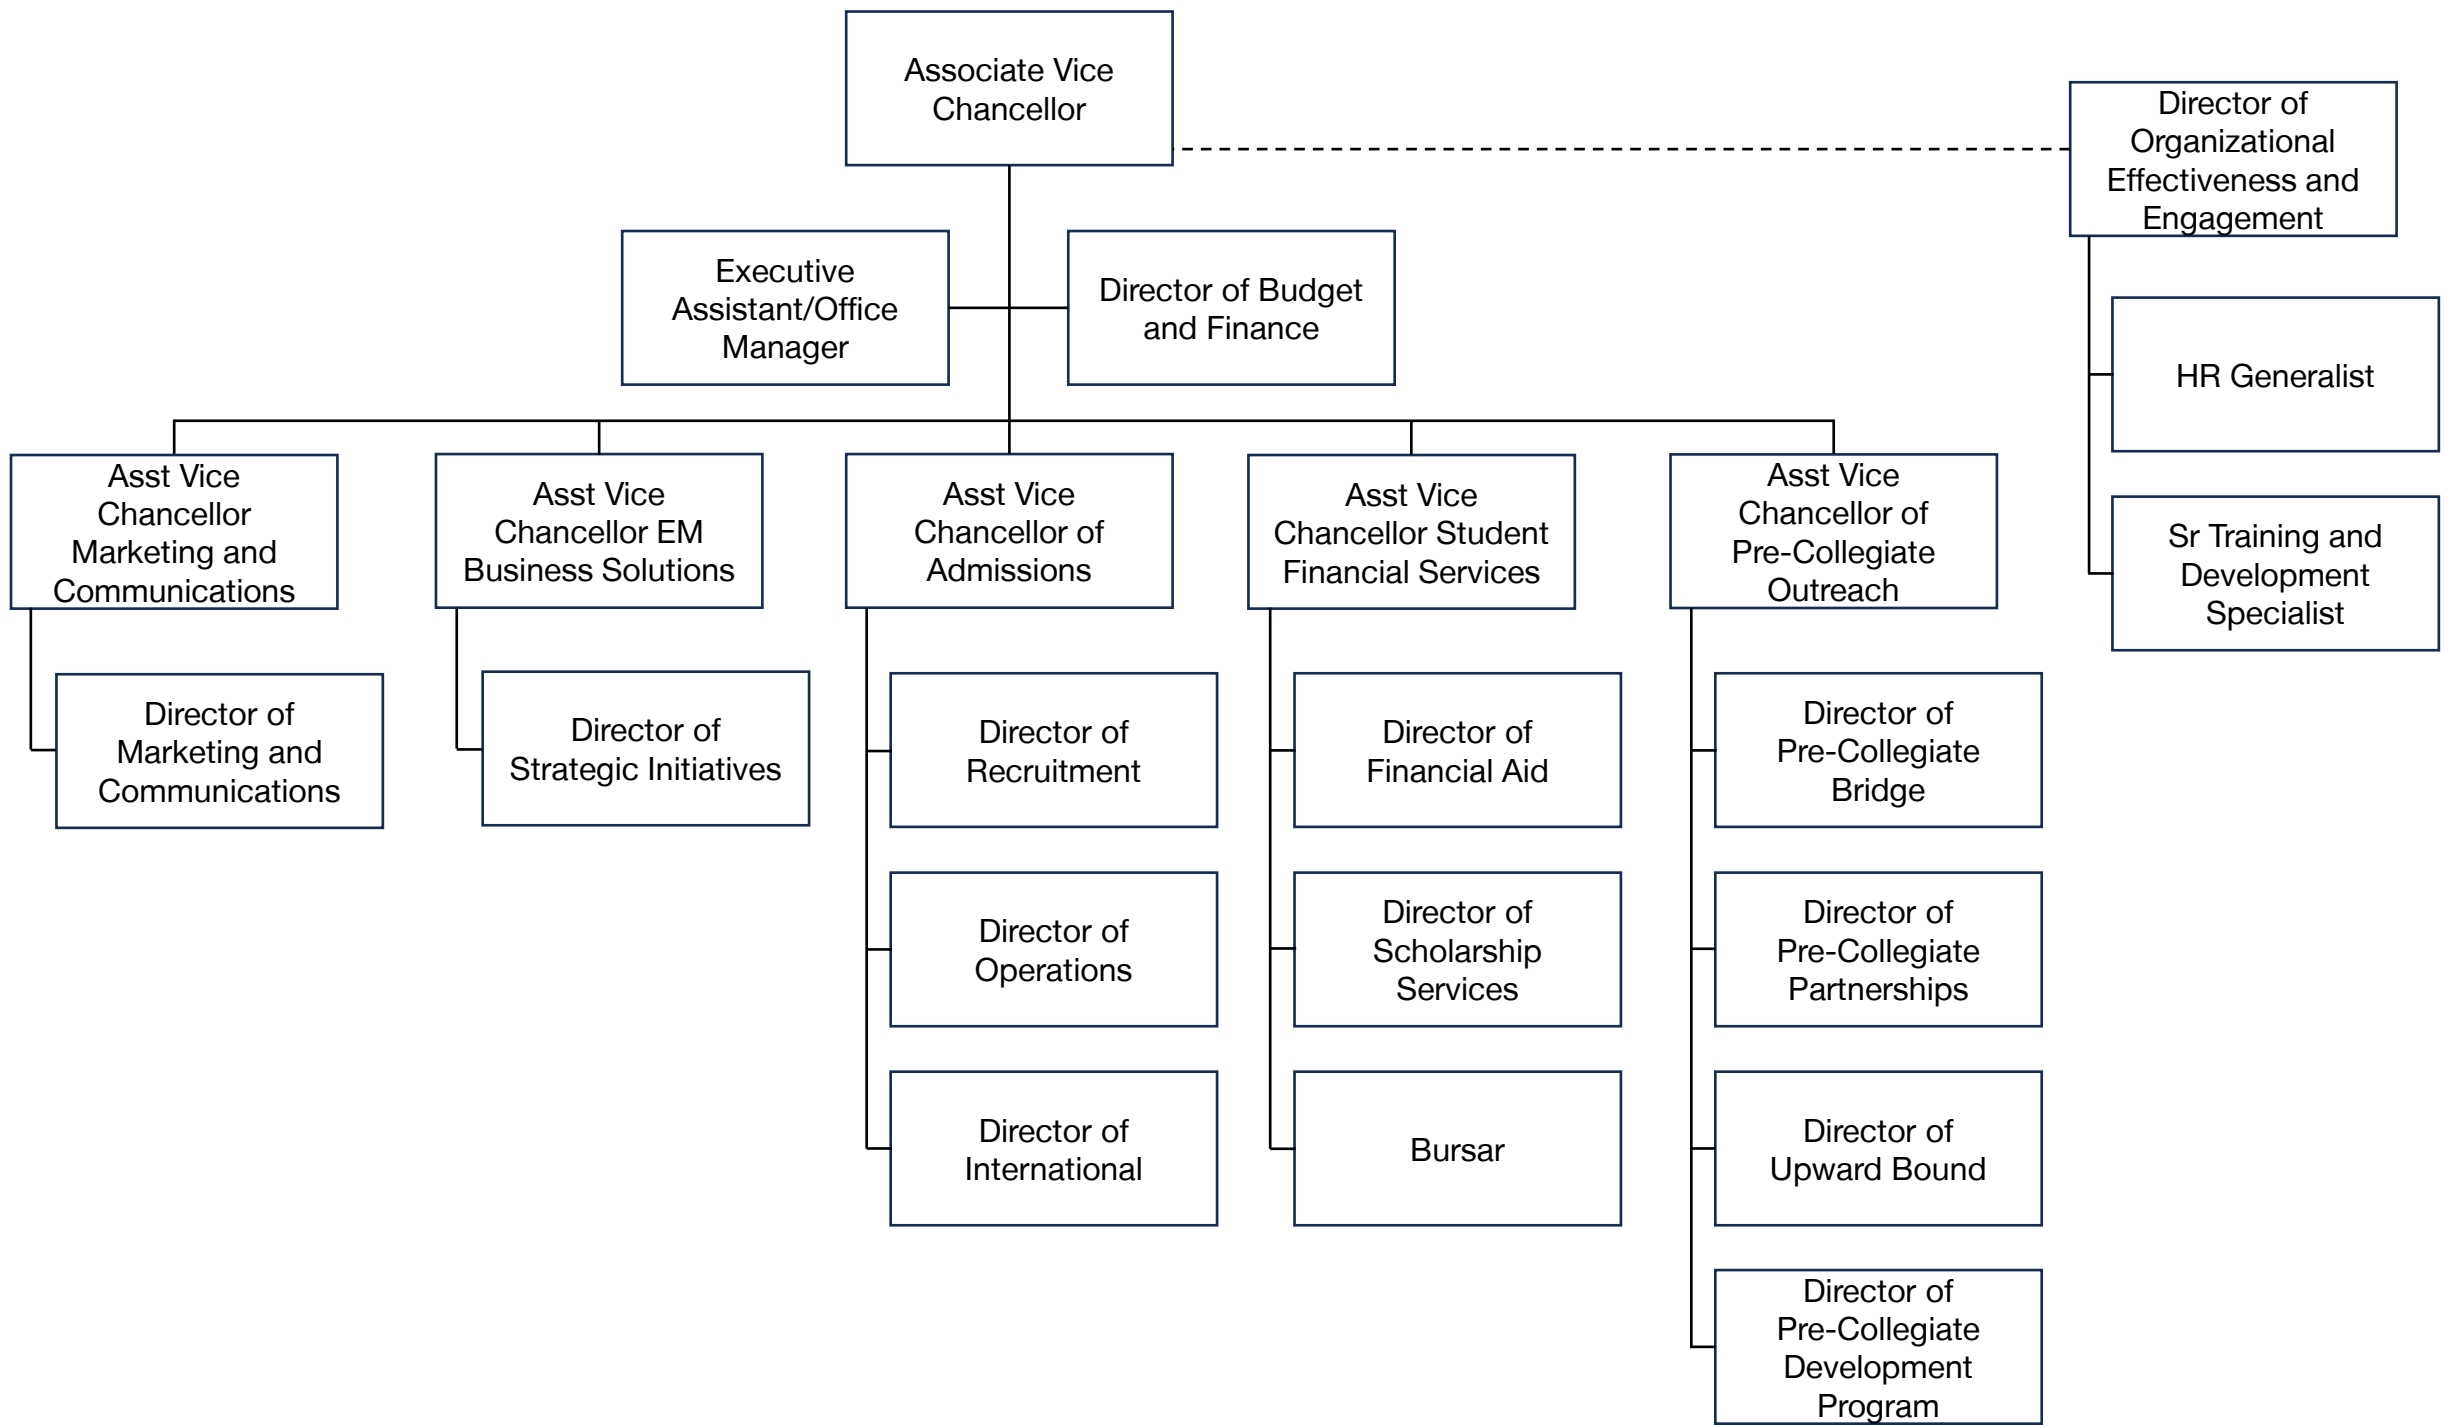 Associate Vice
Chancellor
Director of
Organizational
Effectiveness and
Engagement
Executive
Assistant/Office
Manager
Director of Budget
and Finance
HR Generalist
Sr Training and
Development
Specialist
Asst Vice
Chancellor
Marketing and
Communications
Asst Vice
Chancellor EM
Business Solutions
Asst Vice
Chancellor of
Admissions
Asst Vice
Chancellor Student
Financial Services
Asst Vice
Chancellor of
Pre-Collegiate
Outreach
Director of
Marketing and
Communications
Director of
Strategic Initiatives
Director of
Recruitment
Director of
Financial Aid
Director of
Pre-Collegiate
Bridge
Director of
Operations
Director of
Scholarship
Services
Director of
Pre-Collegiate
Partnerships
Director of
International
Bursar
Director of
Upward Bound
Director of
Pre-Collegiate
Development
Program